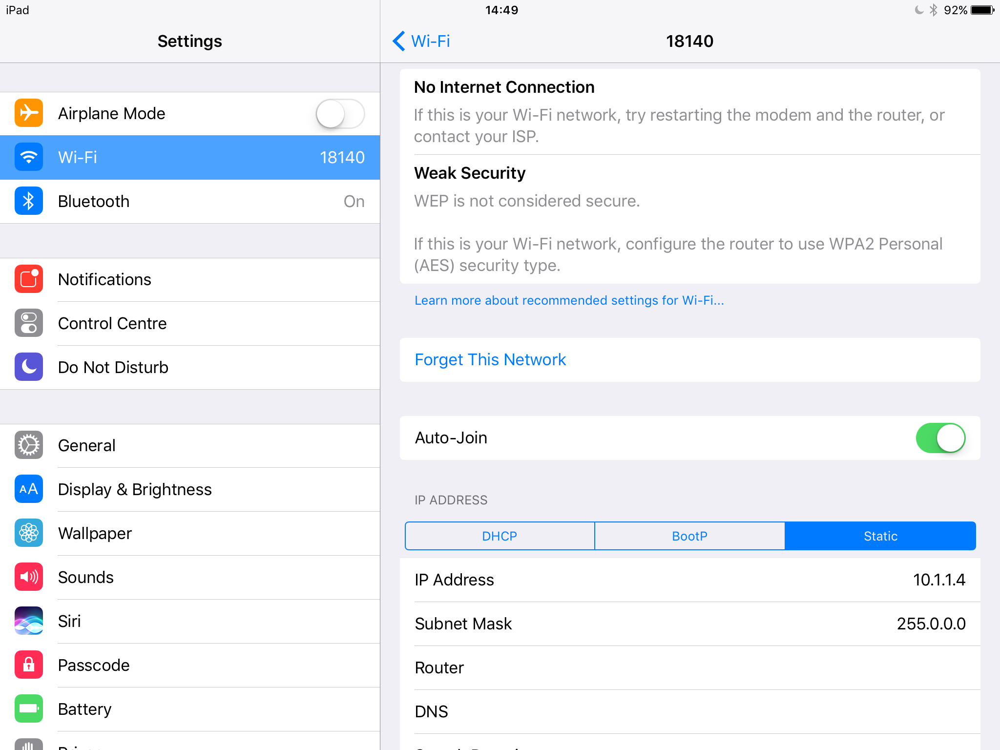 iPad
14:49
92%
Settings
Wi-Fi
18140
Airplane Mode
Wi-Fi 18140
Bluetooth On
Notifications
Control Centre
Do Not Disturb
General
AA Display & Brightness
Wallpaper
Sounds
Siri
Passcode
Battery
No Internet Connection
If this is your Wi-Fi network, try restarting the modem and the router, or
contact your ISP.
Weak Security
WEP is not considered secure.
If this is your Wi-Fi network, configure the router to use WPA2 Personal
(AES) security type.
Learn more about recommended settings for Wi-Fi...
Forget This Network
Auto-Join
IP ADDRESS
DHCP BootP Static
IP Address 10.1.1.4
Subnet Mask 255.0.0.0
Router
DNS